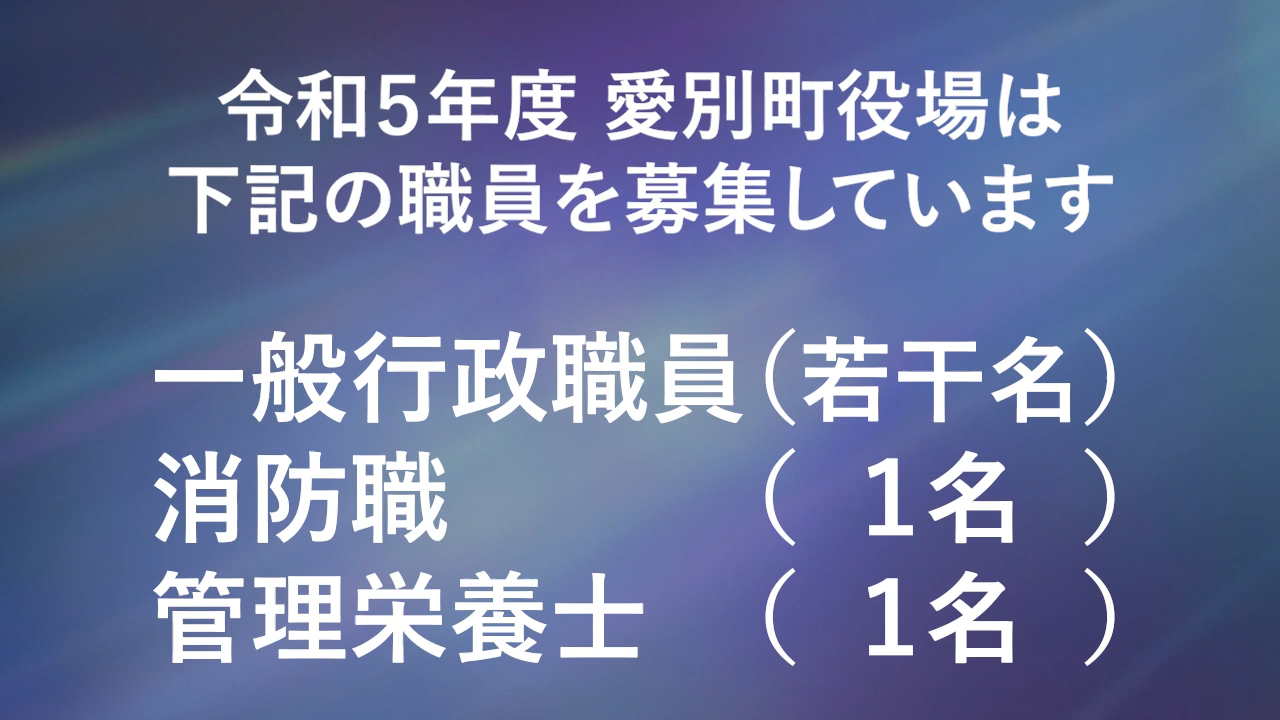 令和5年度 愛別町役場は
下記の職員を募集しています
一般行政職員(若干名)
消防職 ( 1名 )
管理栄養士 ( 1名 )